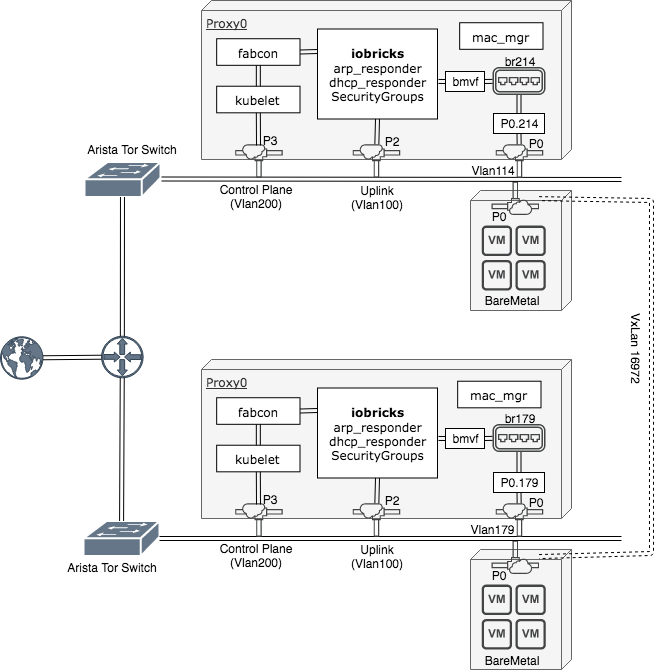 Proxy0
fabcon
iobricks
arp_responder
dhcp_responder
SecurityGroups
mac_mgr
br214
bmvf
kubelet
P0.214
P3
P2
P0
Arista Tor Switch
Control Plane
(Vlan200)
Uplink
(Vlan100)
Vlan114
P0
VM VM
VM VM
BareMetal
VxLan 16972
Proxy0
fabcon
iobricks
arp_responder
dhcp_responder
SecurityGroups
mac_mgr
br179
bmvf
kubelet
P0.179
P3
P2
P0
Arista Tor Switch
Control Plane
(Vlan200)
Uplink
(Vlan100)
Vlan179
P0
VM VM
VM VM
BareMetal